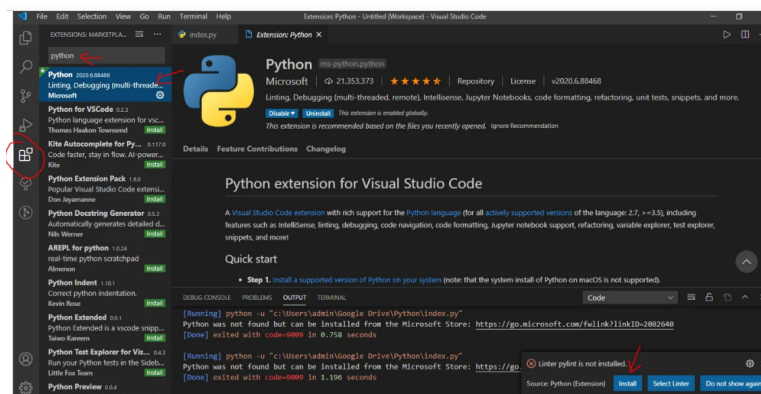 File Edit Selection View Go Run Terminal Help
Extension: Python - Untitled (Workspace) - Visual Studio Code
EXTENSIONS: MARKETPLA...
python
Python 2020.6.88468
Linting, Debugging (multi-threade...
Microsoft
Python for VSCode 0.2.3
Python language extension for vsc...
Thomas Haakon Townsend Install
Kite Autocomplete for Py... 0.117.0
Code faster, stay in flow. AI-power...
Kite Install
Python Extension Pack 1.6.0
Popular Visual Studio Code extensi...
Don Jayamanne Install
Python Docstring Generator 0.5.3
Automatically generates detailed d...
Nils Werner Install
AREPL for python 1.0.24
real-time python scratchpad
Almenon Install
Python Indent 1.10.1
Correct python indentation.
Kevin Rose Install
Python Extended 0.0.1
Python Extended is a vscode snipp...
Taiwo Kareem Install
Python Test Explorer for Vis... 0.4.3
Run your Python tests in the Sideb...
Little Fox Team Install
Python Preview 0.0.4
index.py
Extension: Python
Python ms-python.python
Microsoft 21,353,373 Repository License v2020.6.88468
Linting, Debugging (multi-threaded, remote), Intellisense, Jupyter Notebooks, code formatting, refactoring, unit tests, snippets, and more.
Disable Uninstall This extension is enabled globally.
This extension is recommended based on the files you recently opened. Ignore Recommendation
Details Feature Contributions Changelog
Python extension for Visual Studio Code
A Visual Studio Code extension with rich support for the Python language (for all actively supported versions of the language: 2.7, >=3.5), including
features such as IntelliSense, linting, debugging, code navigation, code formatting, Jupyter notebook support, refactoring, variable explorer, test explorer,
snippets, and more!
Quick start
• Step 1. Install a supported version of Python on your system (note: that the system install of Python on macOS is not supported).
DEBUG CONSOLE PROBLEMS OUTPUT TERMINAL Code
[Running] python -u "c:\Users\admin\Google Drive\Python\index.py"
Python was not found but can be installed from the Microsoft Store: https://go.microsoft.com/fwlink?linkID=2082640
[Done] exited with code=9009 in 0.758 seconds
[Running] python -u "c:\Users\admin\Google Drive\Python\index.py"
Python was not found but can be installed from the Microsoft Store: https://go.
[Done] exited with code=9009 in 1.196 seconds
Linter pylint is not installed.
Source: Python (Extension) Install Select Linter Do not show again